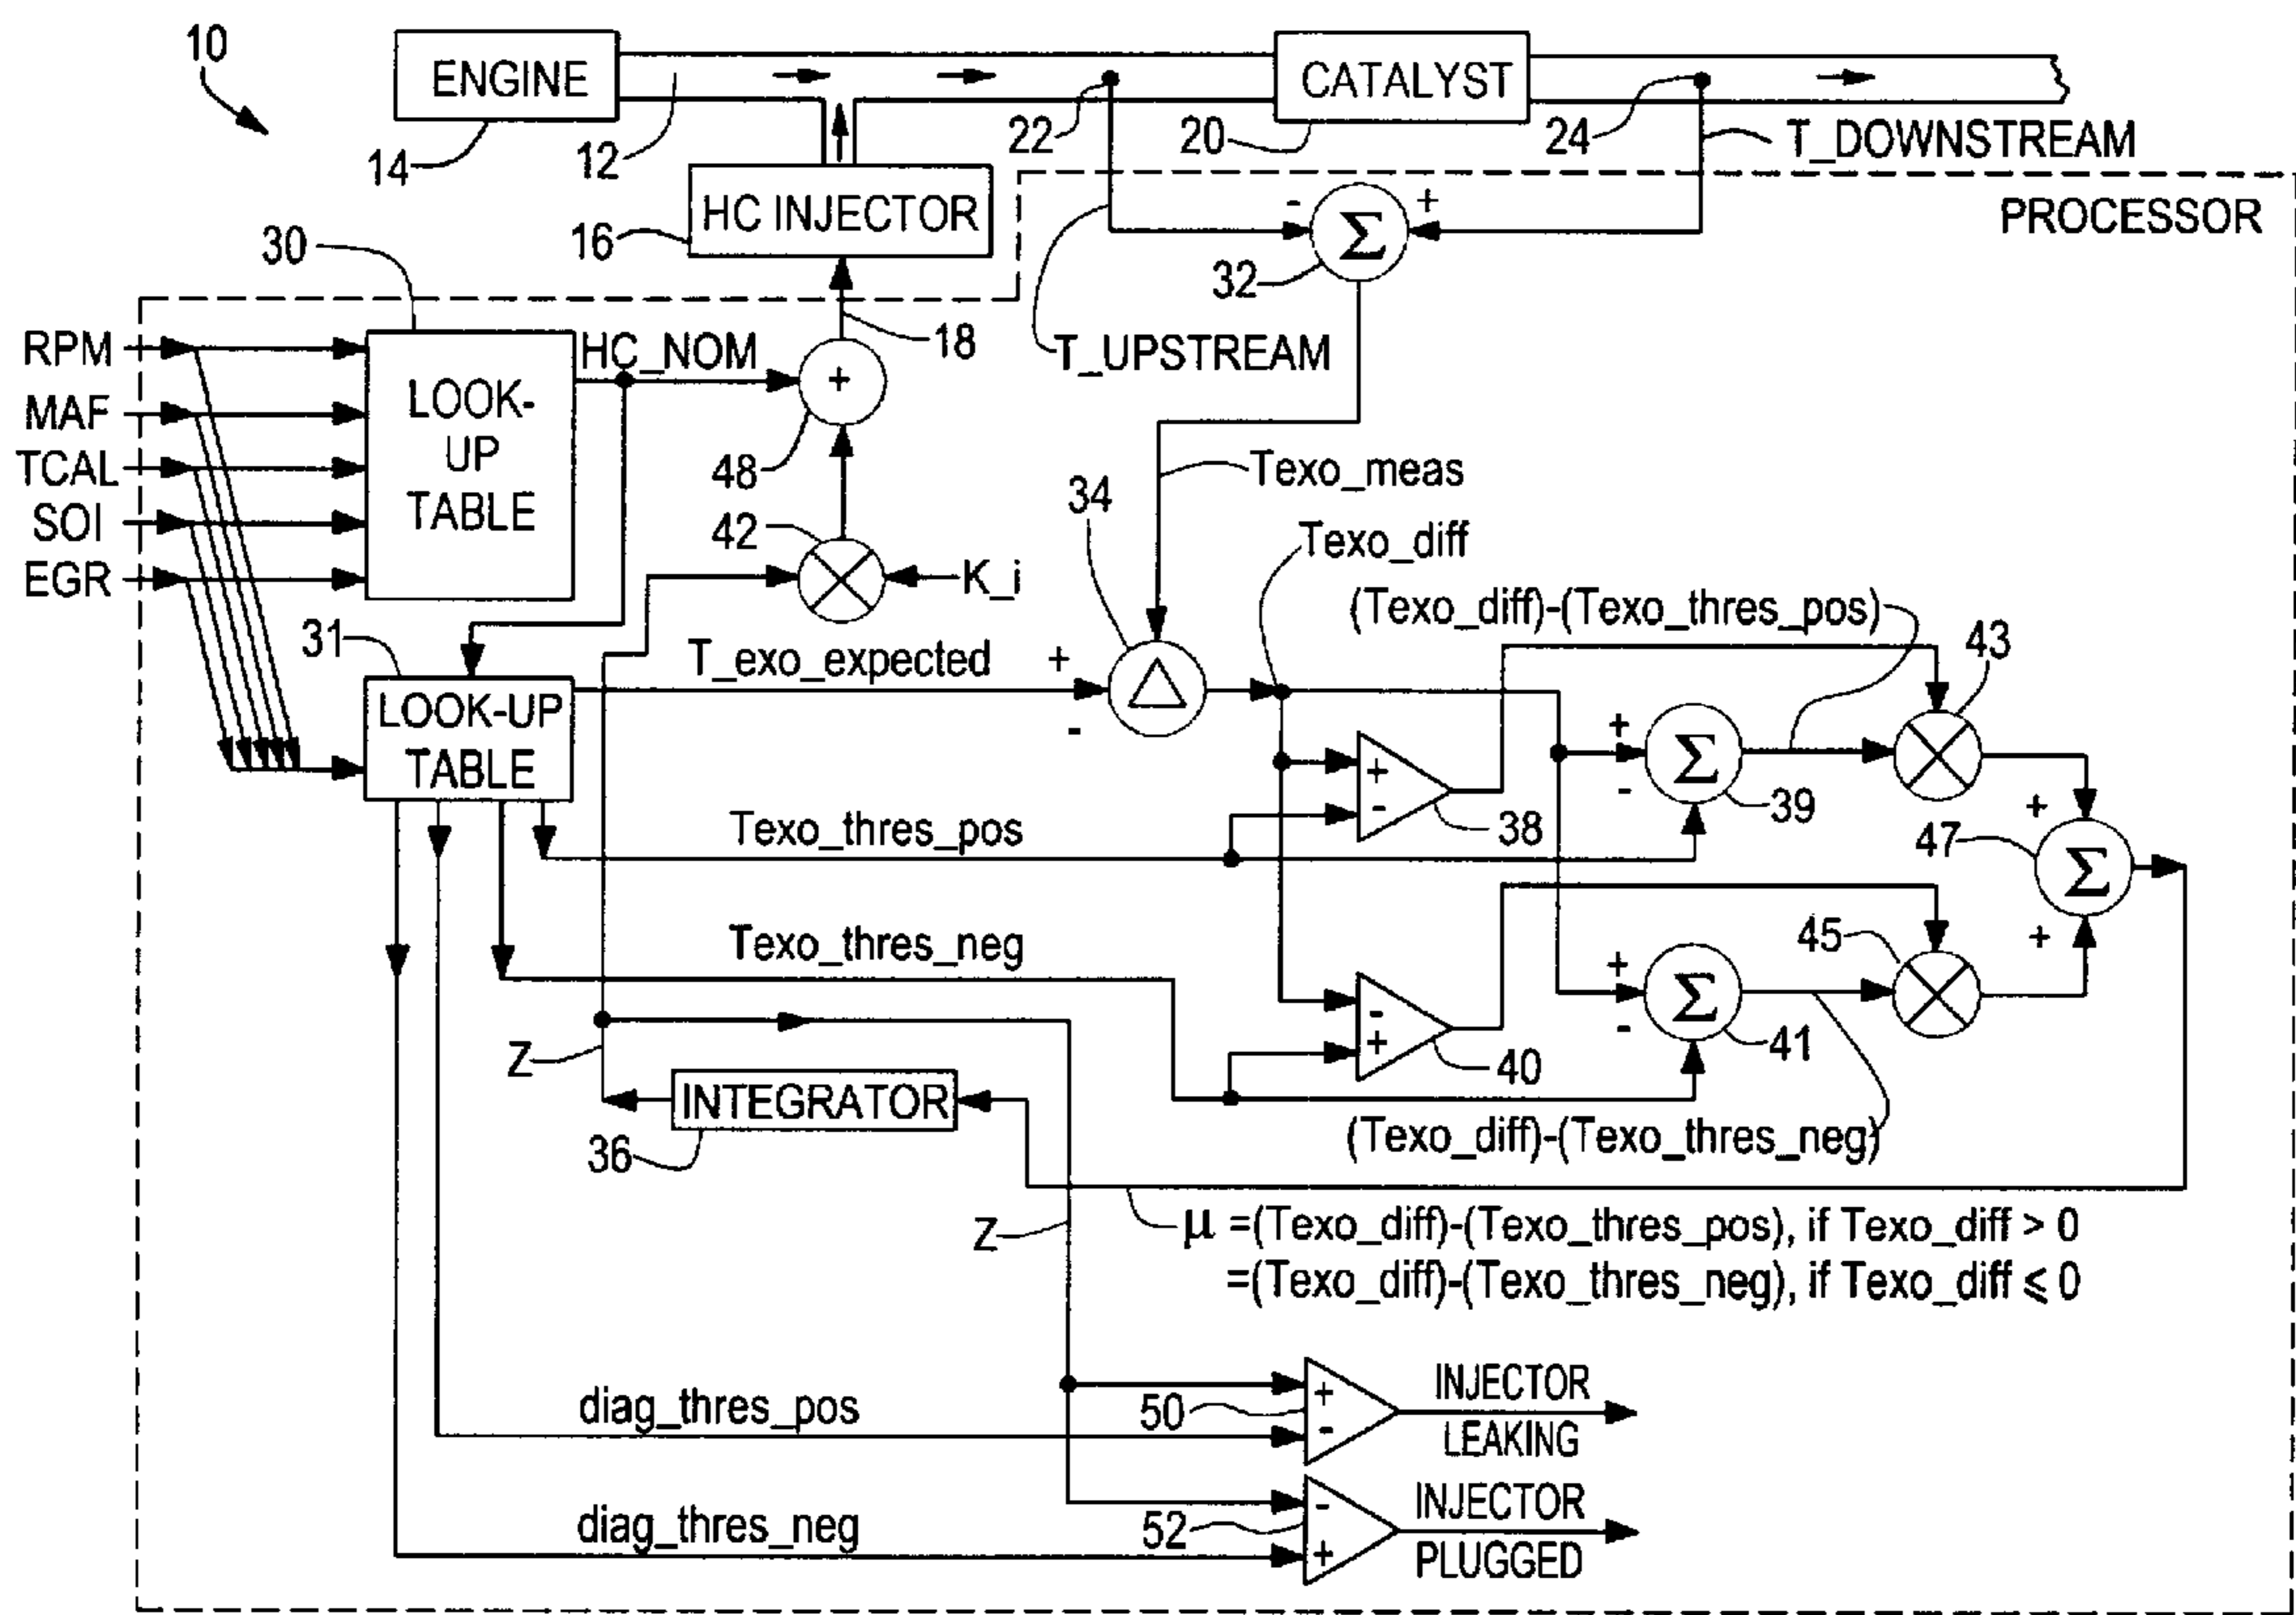 10
ENGINE
CATALYST
14
12
22
20
24
T_DOWNSTREAM
HC INJECTOR
16
-
Σ
+
PROCESSOR
32
30
18
T_UPSTREAM
RPM
MAF
TCAL
SOI
EGR
LOOK-
UP
TABLE
HC_NOM
+
48
42
K_i
Texo_meas
34
Texo_diff
(Texo_diff)-(Texo_thres_pos)
43
31
T_exo_expected
+
△
-
LOOK-UP
TABLE
+
-
38
+
Σ
-
39
Texo_thres_pos
+
47
Σ
+
Texo_thres_neg
45
-
+
40
+
Σ
-
41
Z
INTEGRATOR
36
(Texo_diff)-(Texo_thres_neg)
Z
μ =(Texo_diff)-(Texo_thres_pos), if Texo_diff > 0
=(Texo_diff)-(Texo_thres_neg), if Texo_diff ⩽ 0
diag_thres_pos
50
+
-
INJECTOR
LEAKING
diag_thres_neg
52
-
+
INJECTOR
PLUGGED